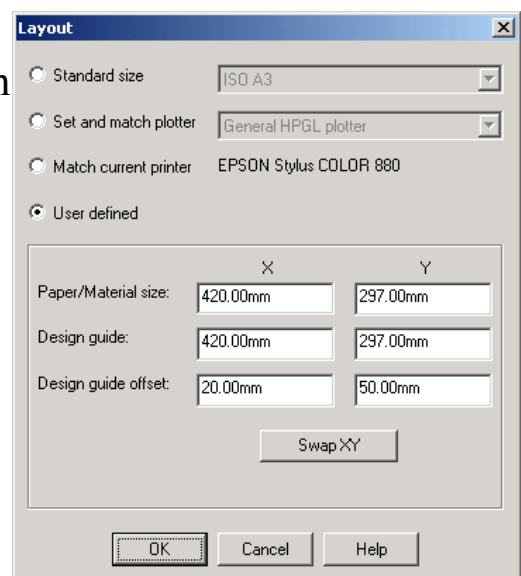 Layout
Standard size ISO A3
Set and match plotter General HPGL plotter
Match current printer EPSON Stylus COLOR 880
User defined
X Y
Paper/Material size: 420.00mm 297.00mm
Design guide: 420.00mm 297.00mm
Design guide offset: 20.00mm 50.00mm
Swap XY
OK Cancel Help